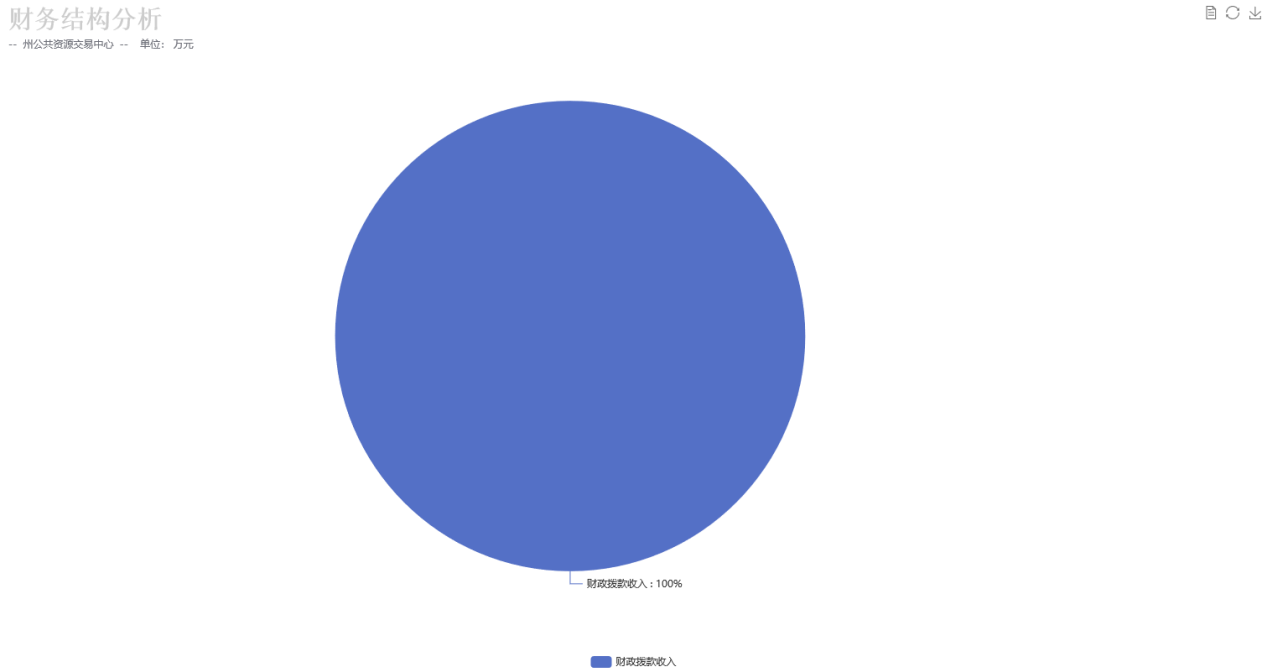 财务结构分析
-- 州公共资源交易中心 -- 单位： 万元
财政拨款收入 : 100%
财政拨款收入